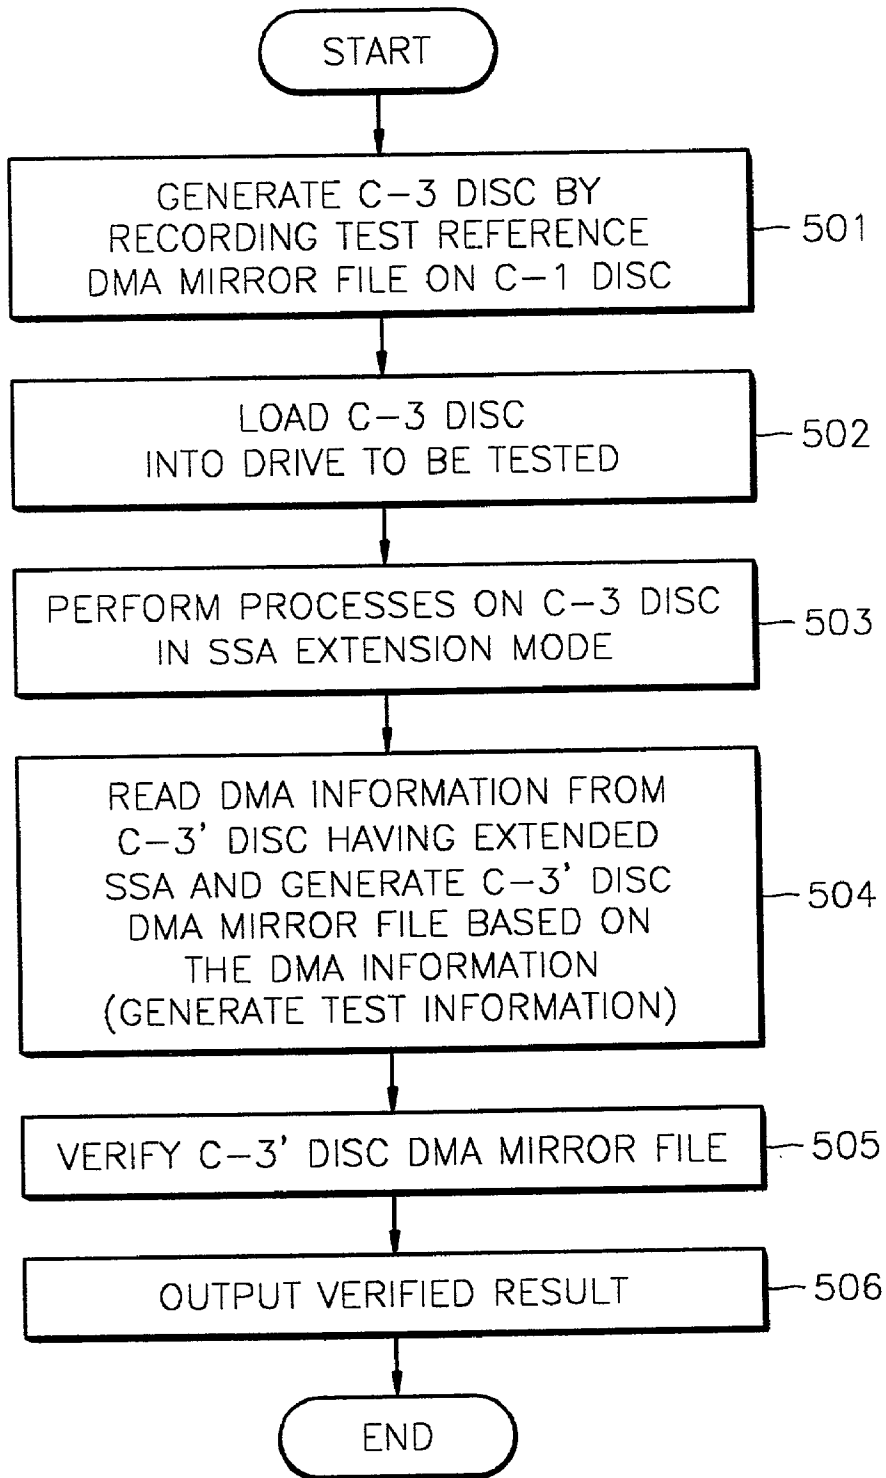 START
GENERATE C-3 DISC BY
RECORDING TEST REFERENCE
DMA MIRROR FILE ON C-1 DISC
501
LOAD C-3 DISC
INTO DRIVE TO BE TESTED
502
PERFORM PROCESSES ON C-3 DISC
IN SSA EXTENSION MODE
503
READ DMA INFORMATION FROM
C-3' DISC HAVING EXTENDED
SSA AND GENERATE C-3' DISC
DMA MIRROR FILE BASED ON
THE DMA INFORMATION
(GENERATE TEST INFORMATION)
504
VERIFY C-3' DISC DMA MIRROR FILE
505
OUTPUT VERIFIED RESULT
506
END